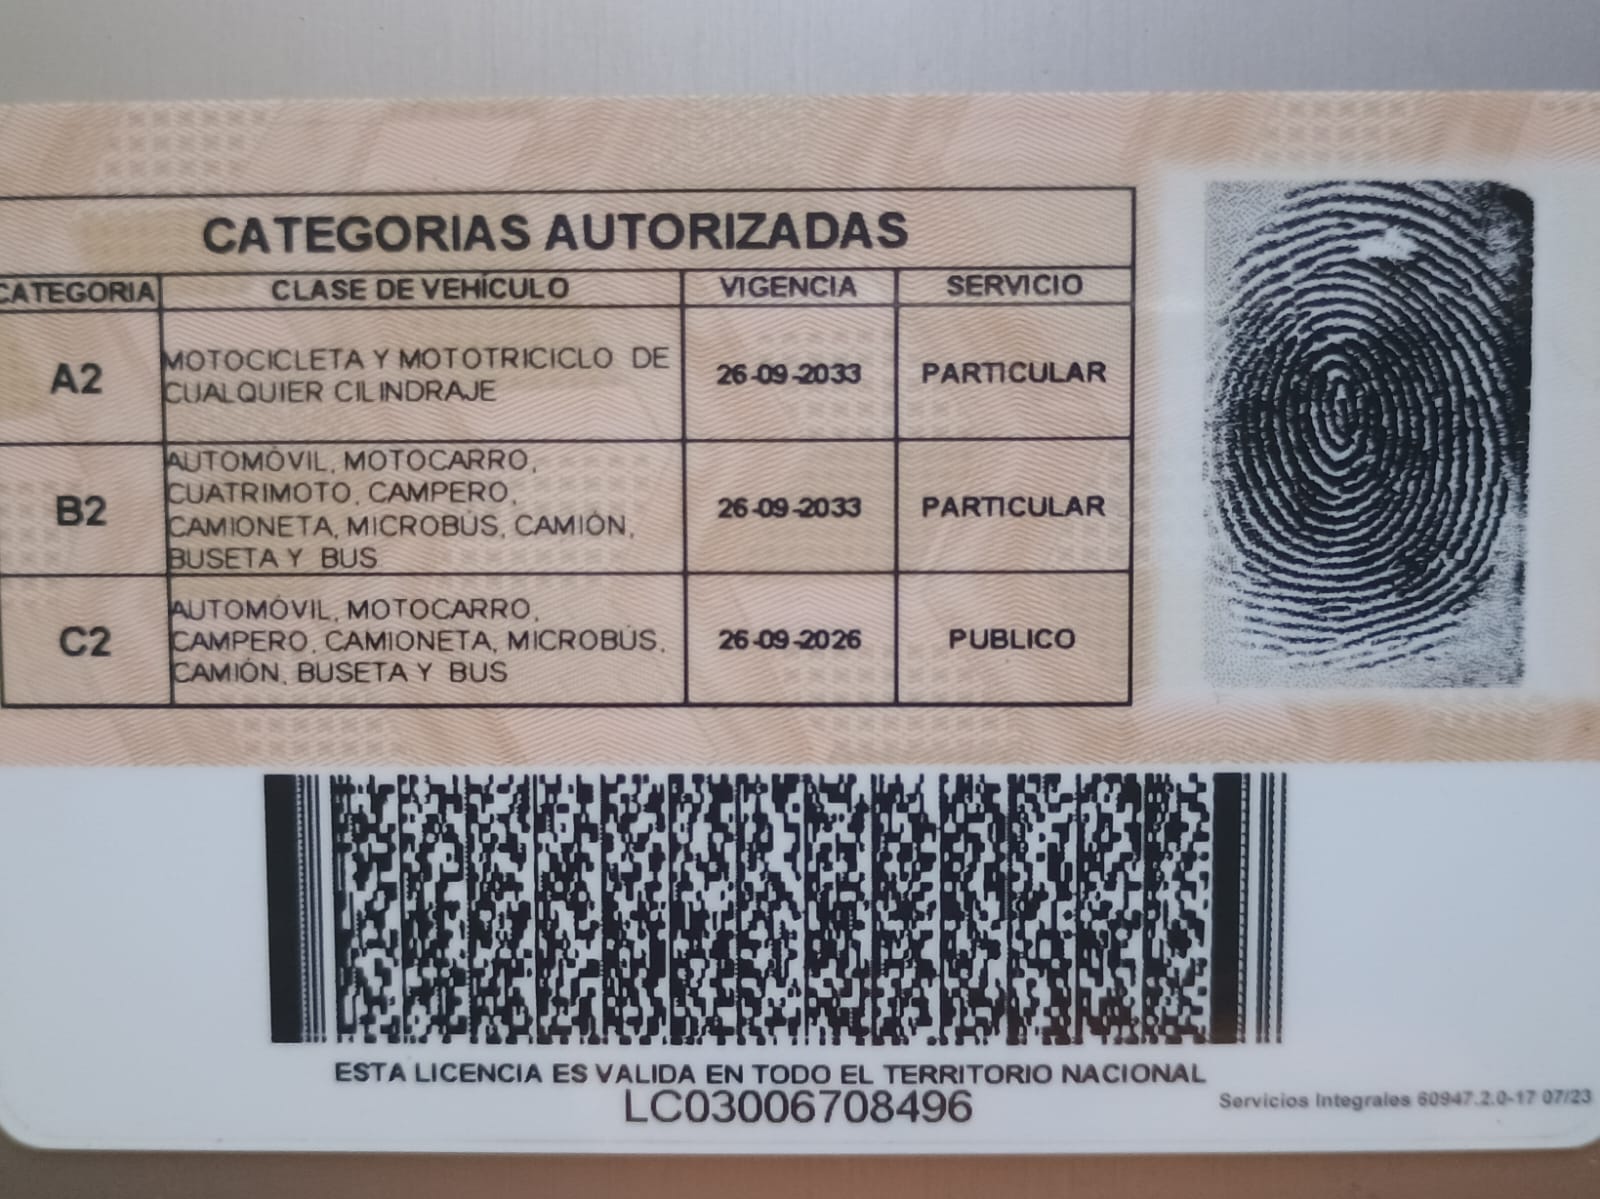 CATEGORIAS AUTORIZADAS
CATEGORIA CLASE DE VEHÍCULO VIGENCIA SERVICIO
A2 MOTOCICLETA Y MOTOTRICICLO DE CUALQUIER CILINDRAJE 26-09-2033 PARTICULAR
B2 AUTOMÓVIL, MOTOCARRO, CUATRIMOTO, CAMPERO, CAMIONETA, MICROBÚS, CAMIÓN, BUSETA Y BUS 26-09-2033 PARTICULAR
C2 AUTOMÓVIL, MOTOCARRO, CAMPERO, CAMIONETA, MICROBÚS, CAMIÓN, BUSETA Y BUS 26-09-2026 PUBLICO
ESTA LICENCIA ES VALIDA EN TODO EL TERRITORIO NACIONAL
LC03006708496
Servicios Integrales 60947.2.0-17 07/23